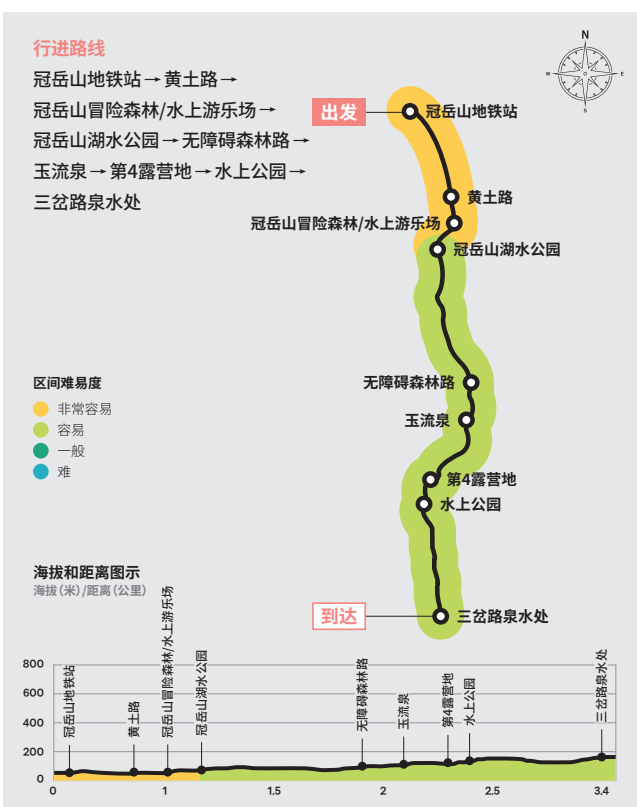 行进路线
冠岳山地铁站→黄土路→
冠岳山冒险森林/水上游乐场→
冠岳山湖水公园→无障碍森林路→
玉流泉→第4露营地→水上公园→
三岔路泉水处
N
W
E
S
出发
冠岳山地铁站
黄土路
冠岳山冒险森林/水上游乐场
冠岳山湖水公园
无障碍森林路
玉流泉
第4露营地
水上公园
到达
三岔路泉水处
区间难易度
非常容易
容易
一般
难
海拔和距离图示
海拔(米)/距离(公里)
800
600
400
200
0
冠岳山地铁站
黄土路
冠岳山冒险森林/水上游乐场
冠岳山湖水公园
无障碍森林路
玉流泉
第4露营地
水上公园
三岔路泉水处
0
1
1.5
2
2.5
3.4